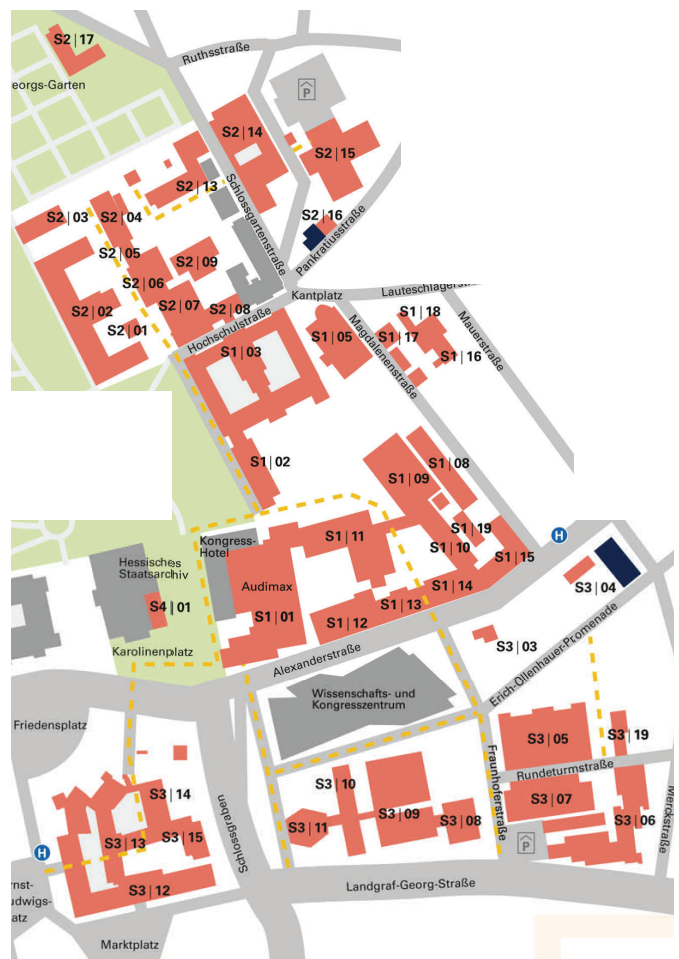 S2|17
Ruthsstraße
eorgs-Garten
P
S2|14
S2|15
S2|13
Schlossgartenstraße
S2|03
S2|04
S2|16
Pankratiusstraße
S2|05
S2|09
S2|06
S2|02
S2|07
S2|08
S2|01
Kantplatz
Lauteschlägerstr
Hochschulstraße
S1|03
S1|05
S1|18
S1|17
S1|16
Mauerstraße
Magdalenenstraße
S1|02
S1|08
S1|09
S1|19
S1|10
S1|15
H
Kongress-
Hotel
S1|11
Hessisches
Staatsarchiv
Audimax
S4|01
S1|01
S1|14
S1|13
S1|12
S3|04
S3|03
Karolinenplatz
Alexanderstraße
Erich-Ollenhauer-Promenade
Wissenschafts- und
Kongresszentrum
Friedensplatz
S3|05
S3|19
Rundeturmstraße
Fraunhoferstraße
S3|10
S3|14
S3|07
S3|09
S3|11
S3|08
S3|06
Merckstraße
S3|15
S3|13
Schlossgraben
P
H
S3|12
Landgraf-Georg-Straße
rnst-
udwigs-
atz
Marktplatz